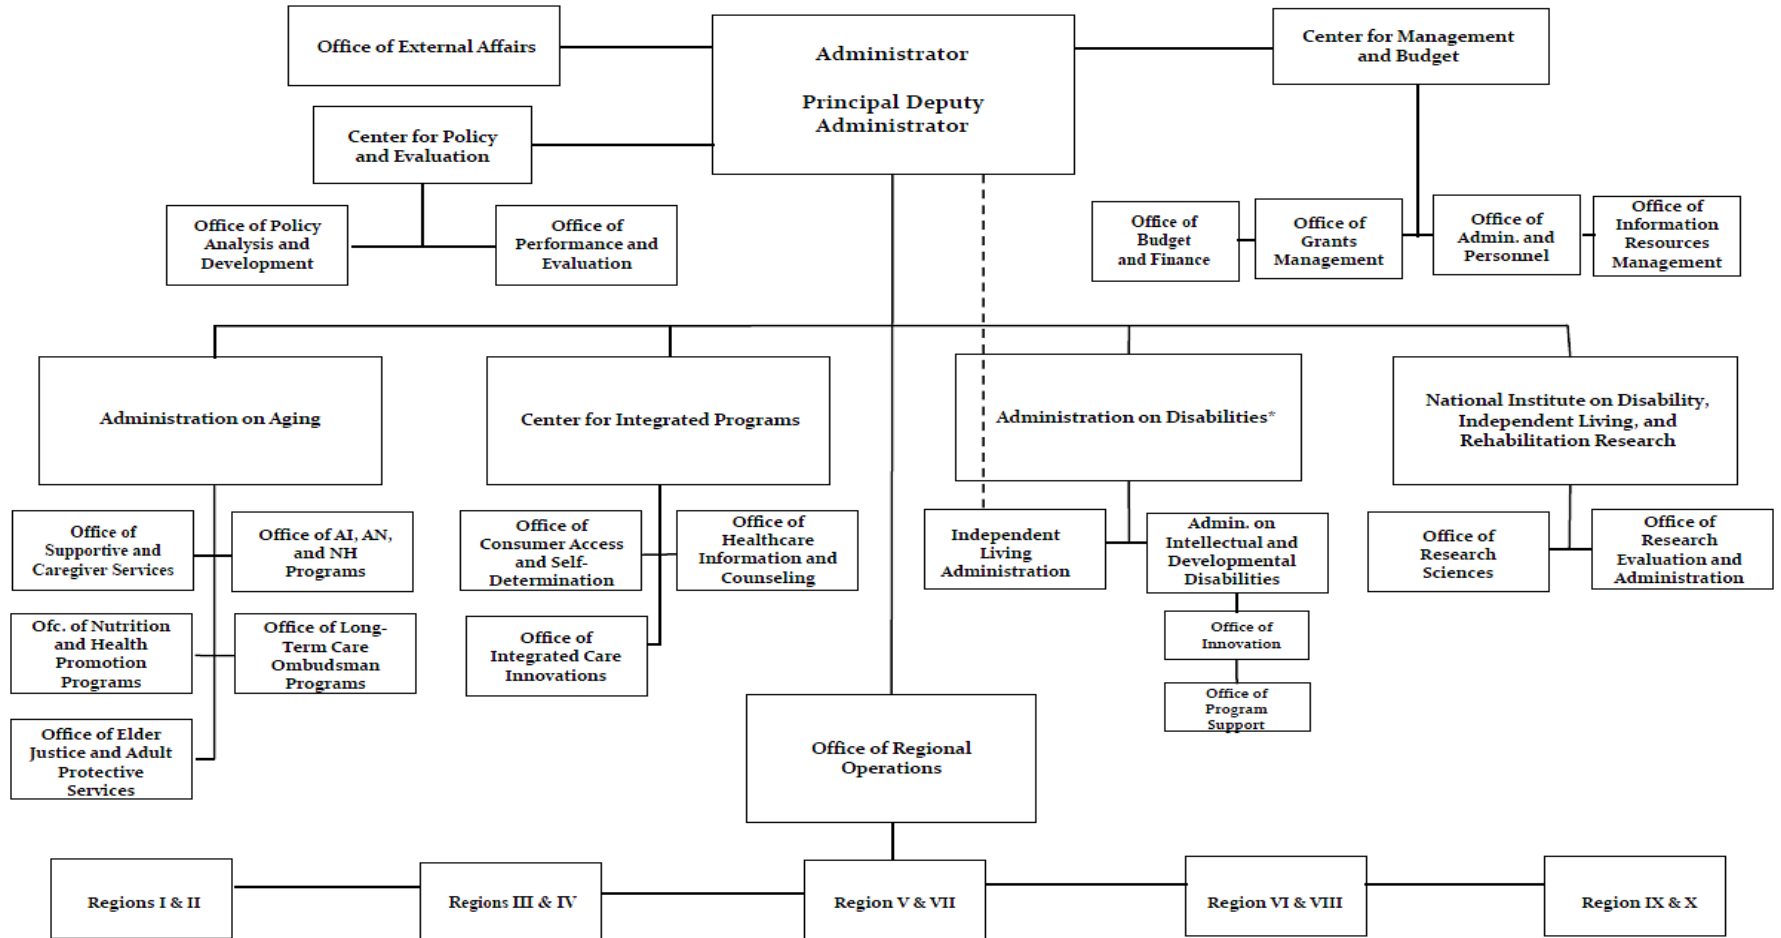 Office of External Affairs
Administrator
Principal Deputy
Administrator
Center for Management
and Budget
Center for Policy
and Evaluation
Office of Policy
Analysis and
Development
Office of
Performance and
Evaluation
Office of
Budget
and Finance
Office of
Grants
Management
Office of
Admin. and
Personnel
Office of
Information
Resources
Management
Administration on Aging
Center for Integrated Programs
Administration on Disabilities*
National Institute on Disability,
Independent Living, and
Rehabilitation Research
Office of
Supportive and
Caregiver Services
Office of AI, AN,
and NH
Programs
Office of
Consumer Access
and Self-
Determination
Office of
Healthcare
Information and
Counseling
Independent
Living
Administration
Admin. on
Intellectual and
Developmental
Disabilities
Office of
Research
Sciences
Office of
Research
Evaluation and
Administration
Ofc. of Nutrition
and Health
Promotion
Programs
Office of Long-
Term Care
Ombudsman
Programs
Office of
Integrated Care
Innovations
Office of
Innovation
Office of
Program
Support
Office of Elder
Justice and Adult
Protective
Services
Office of Regional
Operations
Regions I & II
Regions III & IV
Region V & VII
Region VI & VIII
Region IX & X